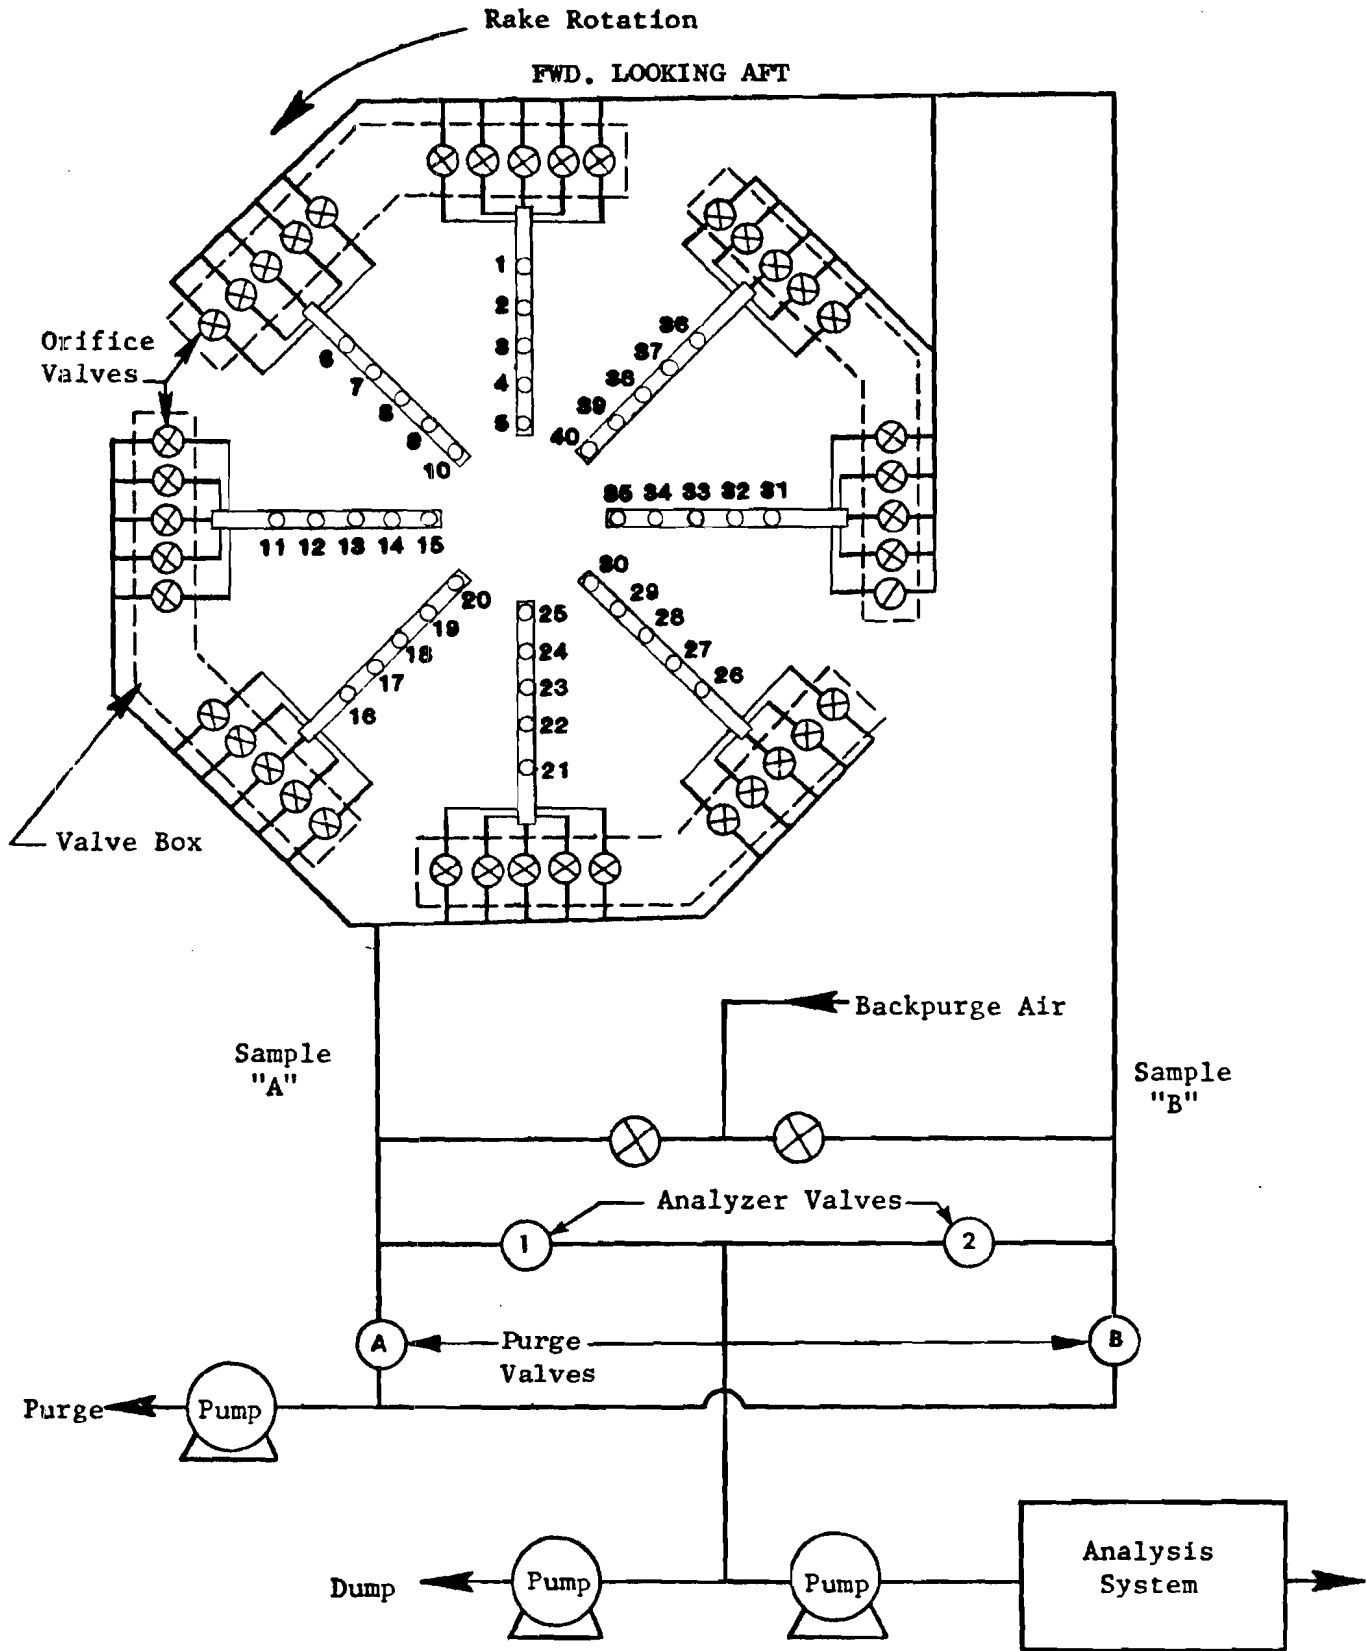 Rake Rotation
FWD. LOOKING AFT
1
2
3
4
5
6
7
8
9
10
36
37
38
39
40
Orifice
Valves
35 34 33 32 31
11 12 13 14 15
20
19
18
17
16
25
24
23
22
21
30
29
28
27
26
Valve Box
Backpurge Air
Sample
"A"
Sample
"B"
Analyzer Valves
1
2
A
Purge
Valves
B
Purge
Pump
Dump
Pump
Pump
Analysis
System